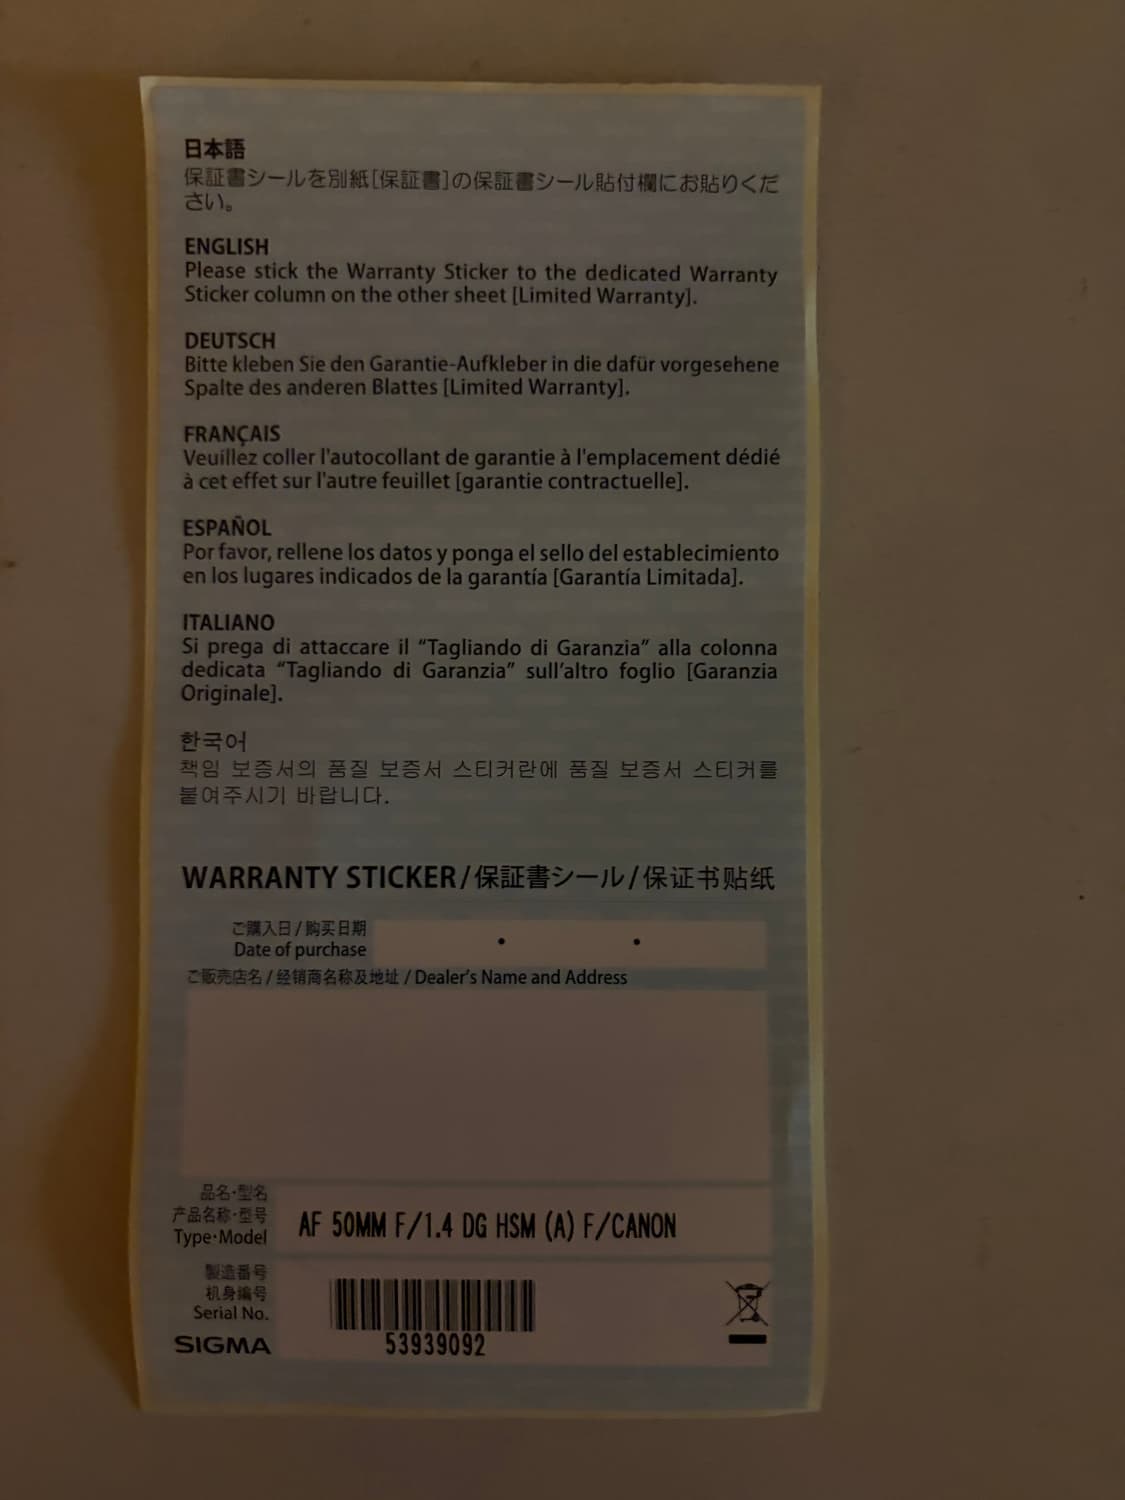 日本語
保証書シールを別紙[保証書]の保証書シール貼付欄にお貼りくだ
さい。
ENGLISH
Please stick the Warranty Sticker to the dedicated Warranty
Sticker column on the other sheet [Limited Warranty].
DEUTSCH
Bitte kleben Sie den Garantie-Aufkleber in die dafür vorgesehene
Spalte des anderen Blattes [Limited Warranty].
FRANÇAIS
Veuillez coller l'autocollant de garantie à l'emplacement dédié
à cet effet sur l'autre feuillet [garantie contractuelle].
ESPAÑOL
Por favor, rellene los datos y ponga el sello del establecimiento
en los lugares indicados de la garantía [Garantía Limitada].
ITALIANO
Si prega di attaccare il “Tagliando di Garanzia” alla colonna
dedicata “Tagliando di Garanzia” sull’altro foglio [Garanzia
Originale].
한국어
책임 보증서의 품질 보증서 스티커란에 품질 보증서 스티커를
붙여주시기 바랍니다.
WARRANTY STICKER/保証書シール/保证书贴纸
ご購入日/购买日期
Date of purchase
ご販売店名/经销商名称及地址/Dealer’s Name and Address
品名·型名
产品名称·型号
Type·Model
AF 50MM F/1.4 DG HSM (A) F/CANON
製造番号
机身编号
Serial No.
53939092
SIGMA